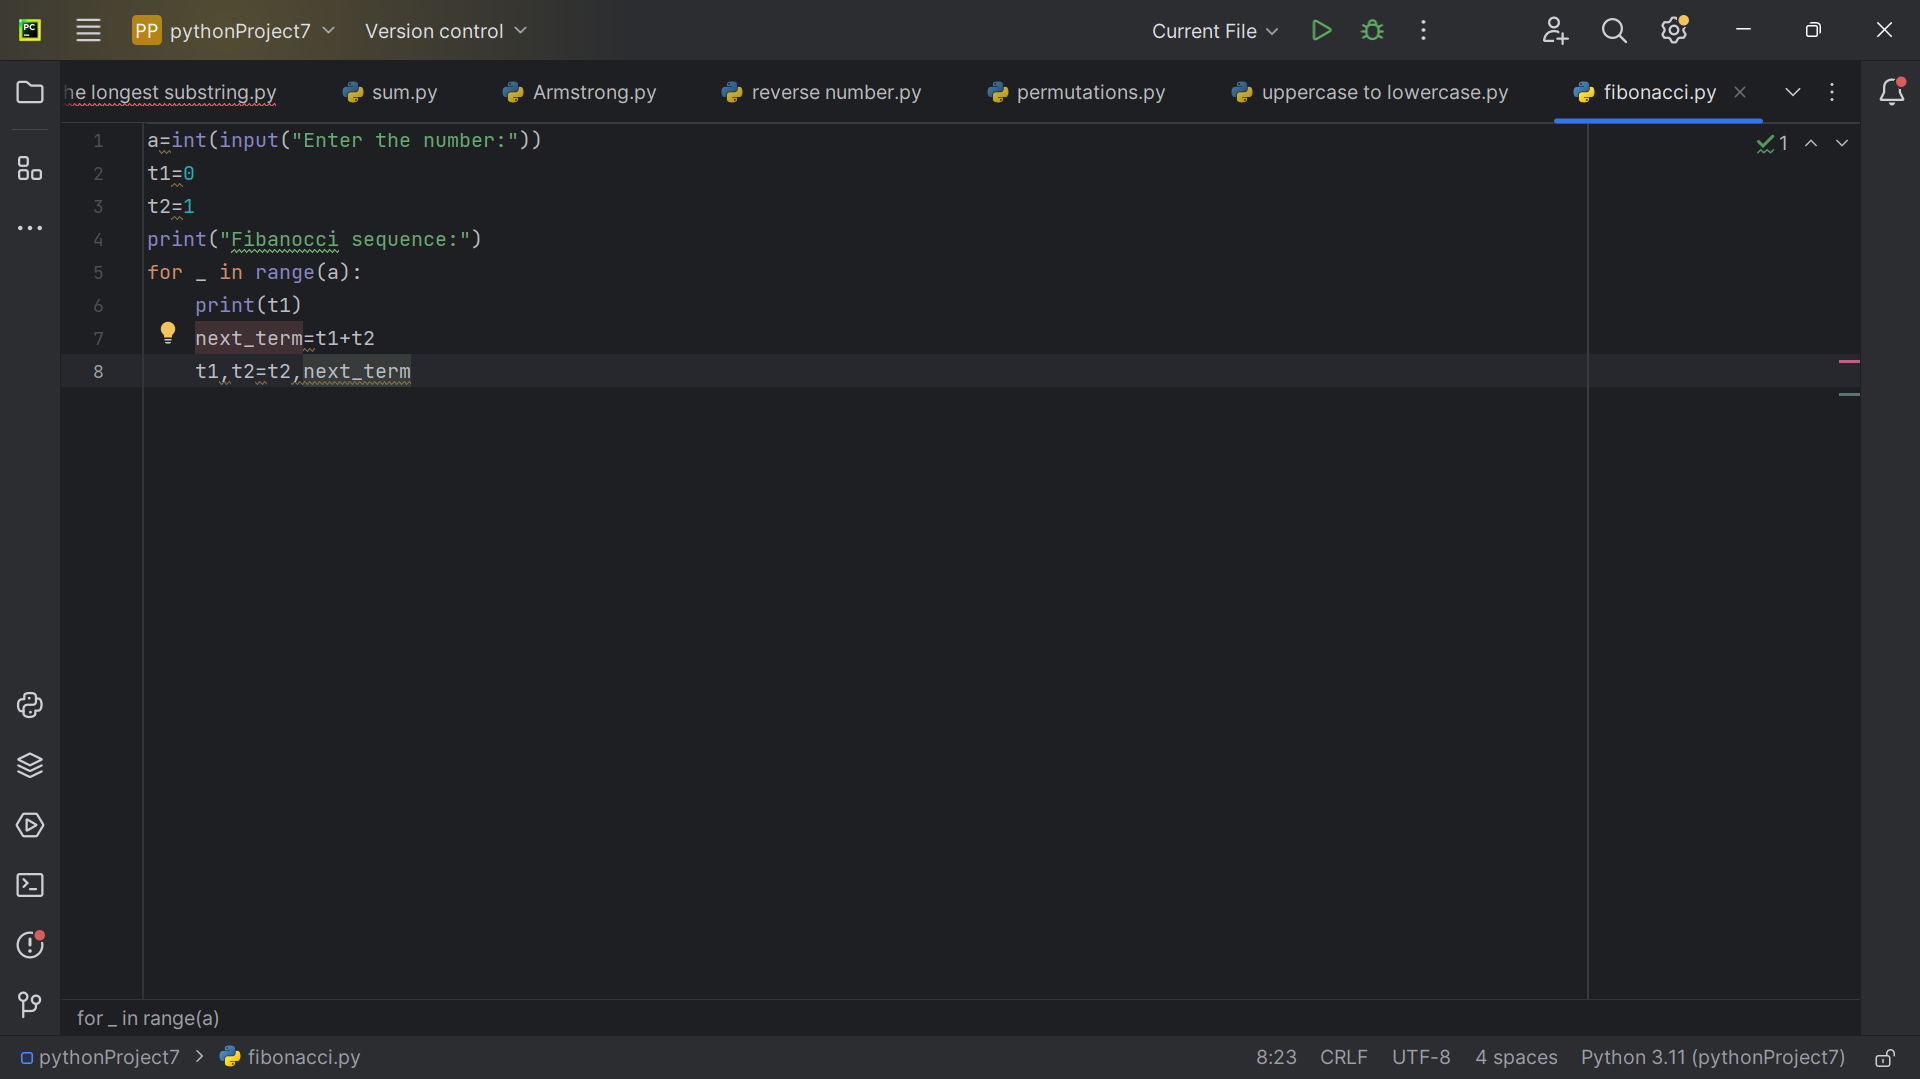 PC PP pythonProject7 Version control Current File
he longest substring.py sum.py Armstrong.py reverse number.py permutations.py uppercase to lowercase.py fibonacci.py
1 a=int(input("Enter the number:")) 1
2 t1=0
3 t2=1
4 print("Fibanocci sequence:")
5 for _ in range(a):
6 print(t1)
7 next_term=t1+t2
8 t1,t2=t2,next_term
for _ in range(a)
pythonProject7 > fibonacci.py 8:23 CRLF UTF-8 4 spaces Python 3.11 (pythonProject7)